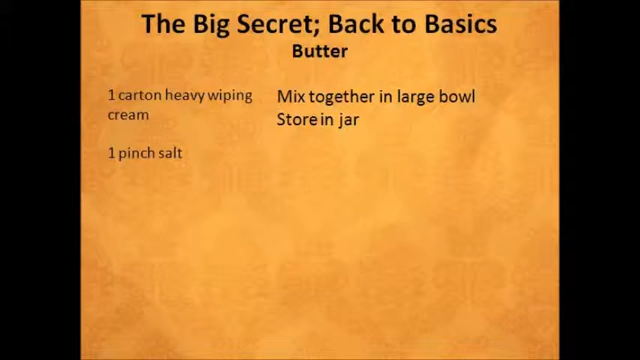 The Big Secret; Back to Basics
Butter
1 carton heavy wiping
cream
1 pinch salt
Mix together in large bowl
Store in jar